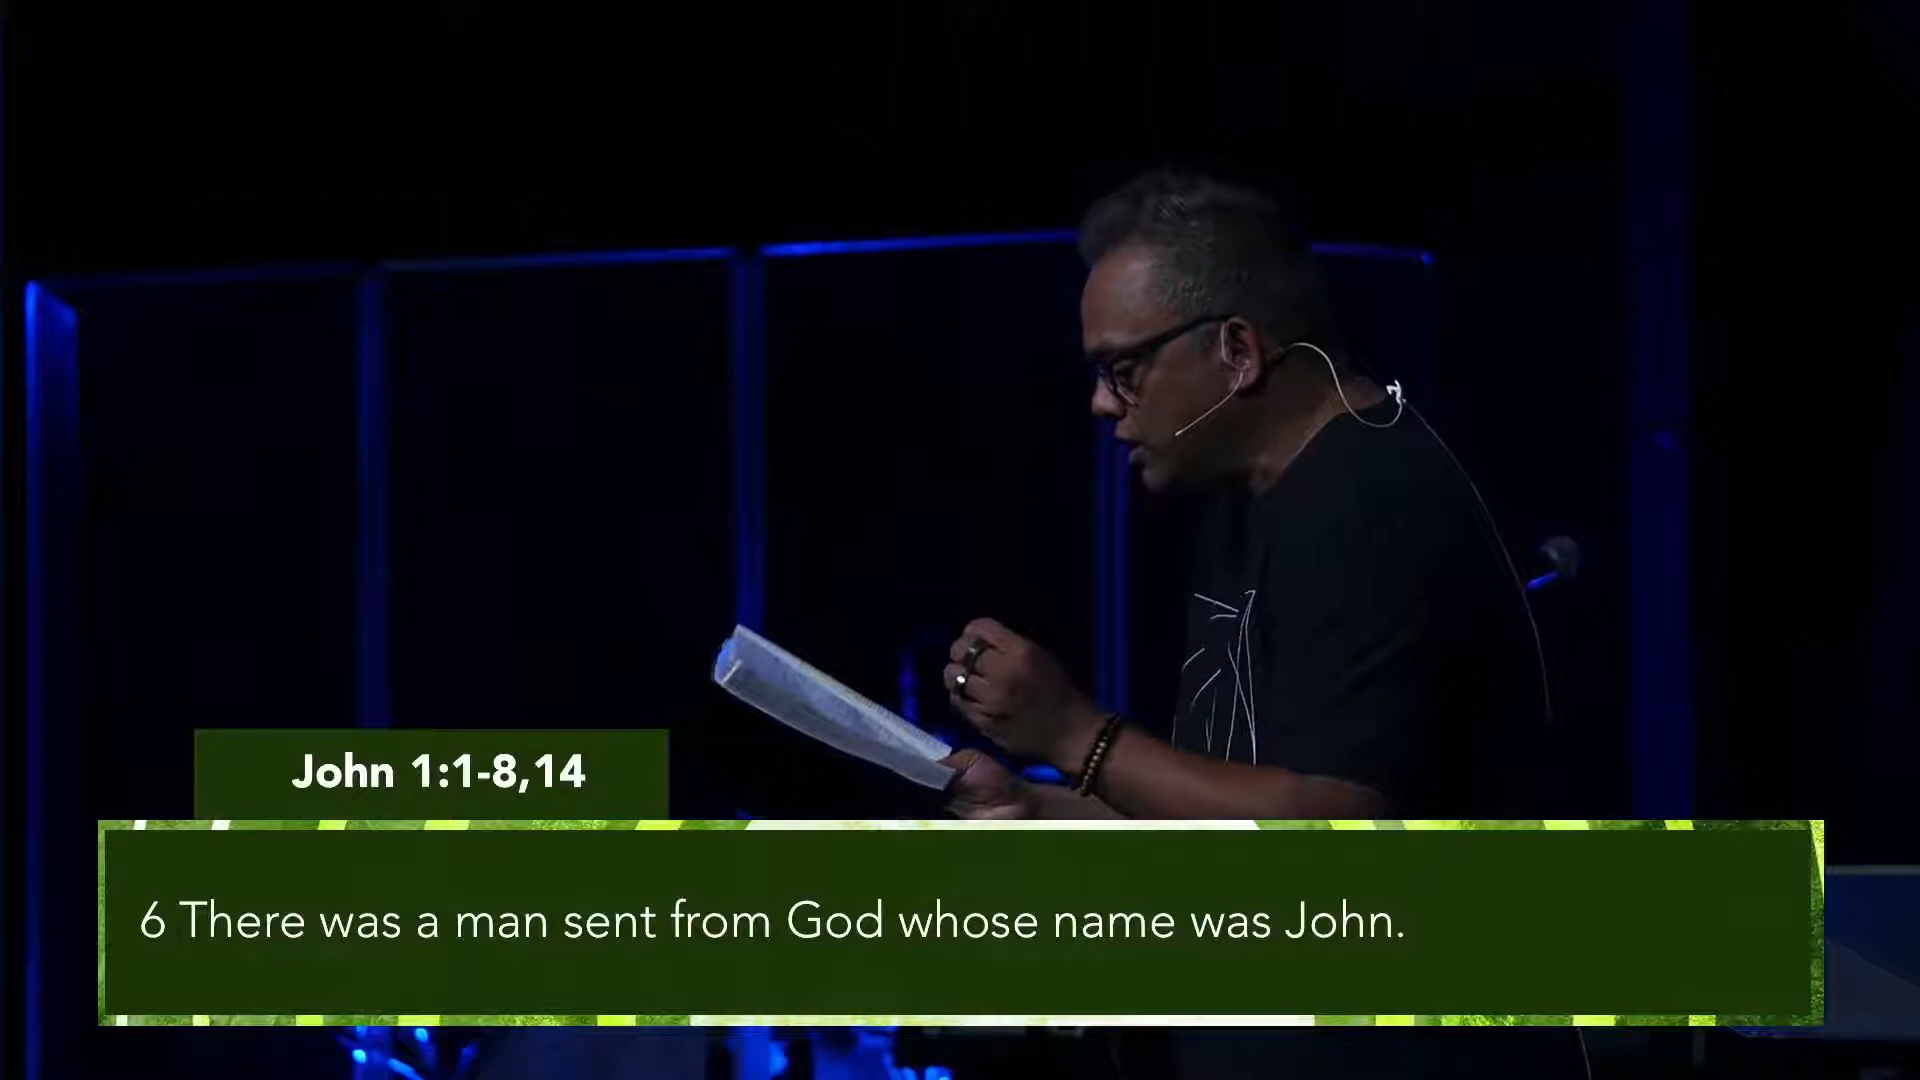 John 1:1-8,14
6 There was a man sent from God whose name was John.